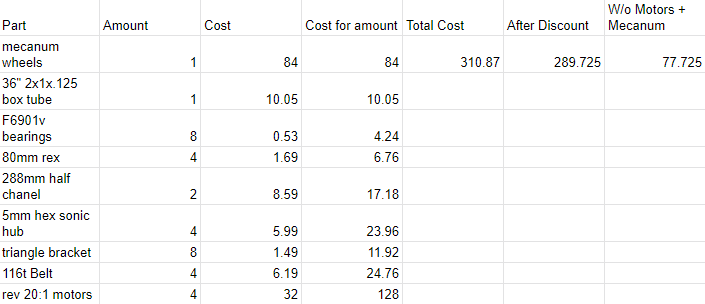 Part Amount Cost Cost for amount Total Cost After Discount W/o Motors + Mecanum
mecanum wheels 1 84 84 310.87 289.725 77.725
36" 2x1x.125 box tube 1 10.05 10.05
F6901v bearings 8 0.53 4.24
80mm rex 4 1.69 6.76
288mm half chanel 2 8.59 17.18
5mm hex sonic hub 4 5.99 23.96
triangle bracket 8 1.49 11.92
116t Belt 4 6.19 24.76
rev 20:1 motors 4 32 128